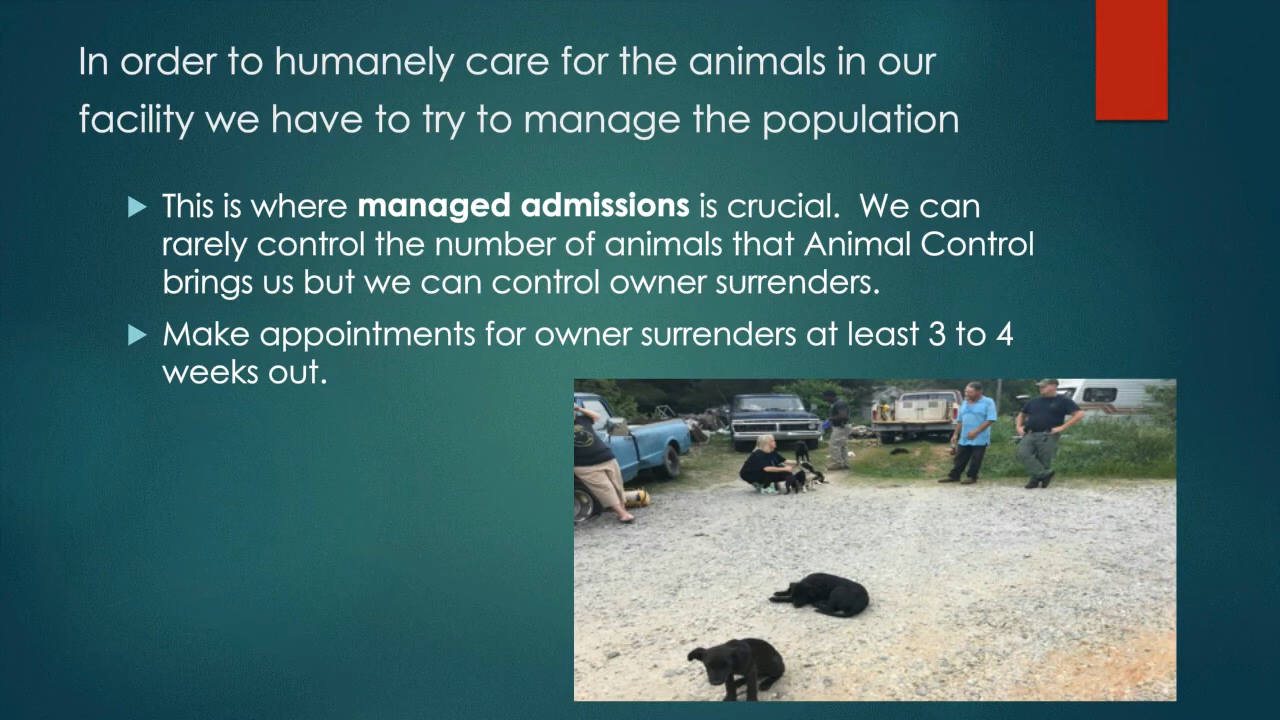 In order to humanely care for the animals in our
facility we have to try to manage the population
This is where managed admissions is crucial.  We can
rarely control the number of animals that Animal Control
brings us but we can control owner surrenders.
Make appointments for owner surrenders at least 3 to 4
weeks out.